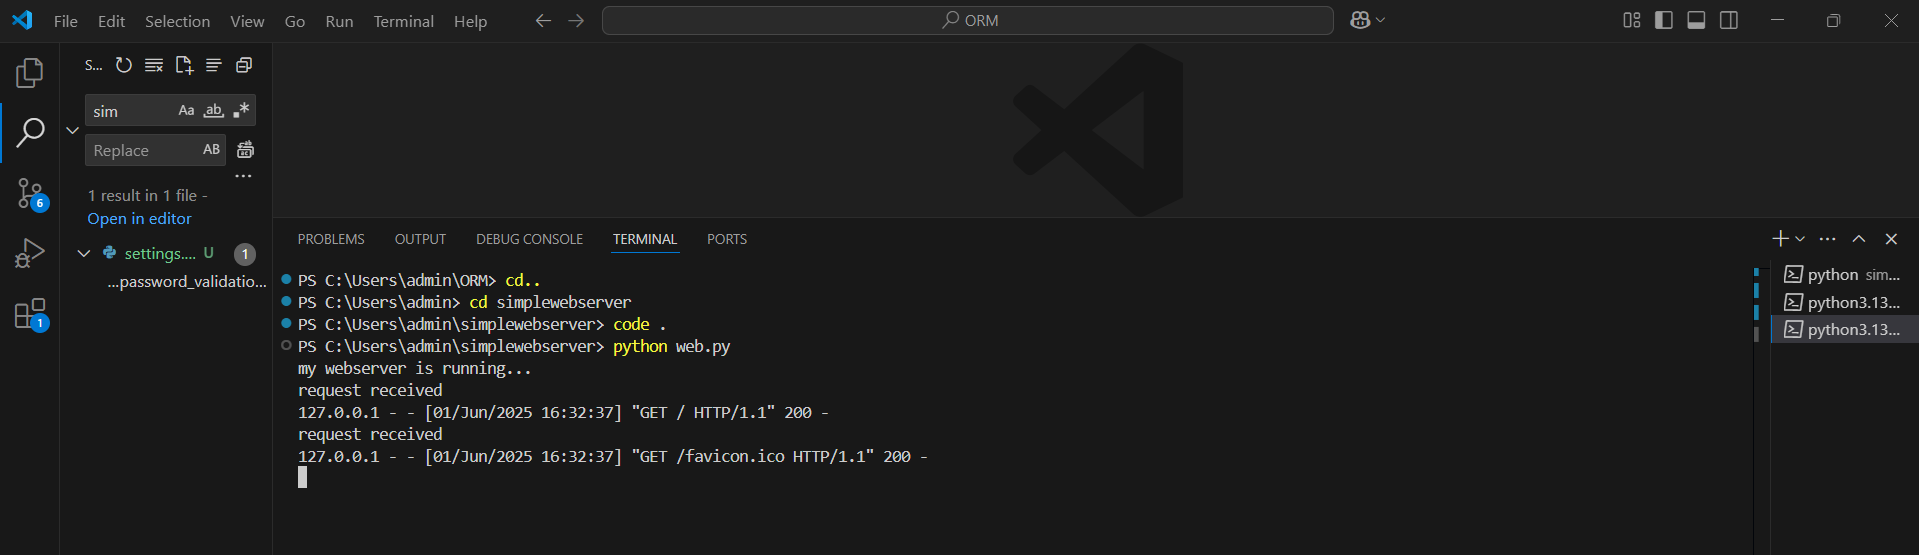 File Edit Selection View Go Run Terminal Help ORM
S...
sim Aa ab *
Replace AB
1 result in 1 file -
Open in editor
settings.... U 1
...password_validatio...
6
1
PROBLEMS OUTPUT DEBUG CONSOLE TERMINAL PORTS
PS C:\Users\admin\ORM> cd..
PS C:\Users\admin> cd simplewebserver
PS C:\Users\admin\simplewebserver> code .
PS C:\Users\admin\simplewebserver> python web.py
my webserver is running...
request received
127.0.0.1 - - [01/Jun/2025 16:32:37] "GET / HTTP/1.1" 200 -
request received
127.0.0.1 - - [01/Jun/2025 16:32:37] "GET /favicon.ico HTTP/1.1" 200 -
python sim...
python3.13...
python3.13...